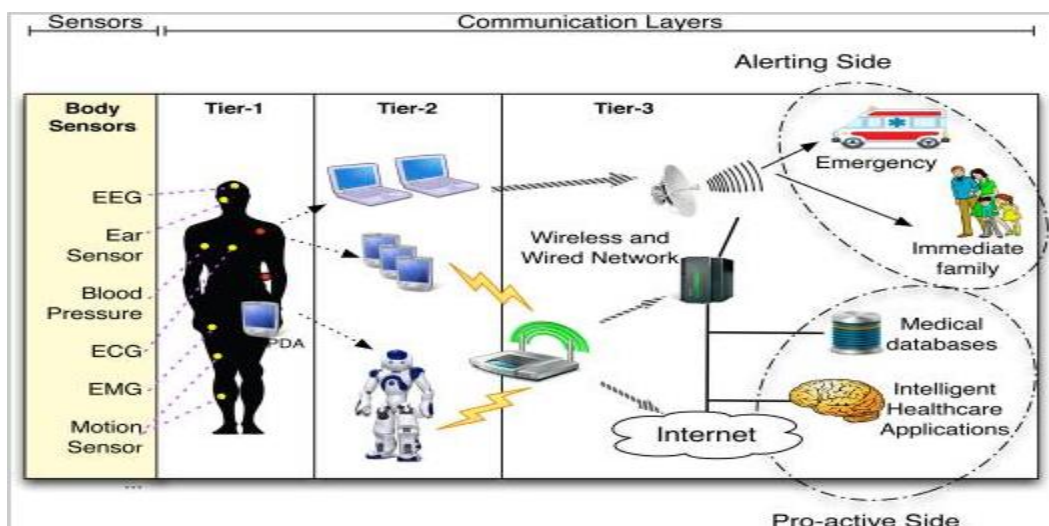 Sensors
Communication Layers
Alerting Side
Body
Sensors
Tier-1
Tier-2
Tier-3
EEG
Ear
Sensor
Blood
Pressure
ECG
EMG
Motion
Sensor
...
PDA
Wireless and
Wired Network
Internet
Emergency
Immediate
family
Medical
databases
Intelligent
Healthcare
Applications
Pro-active Side